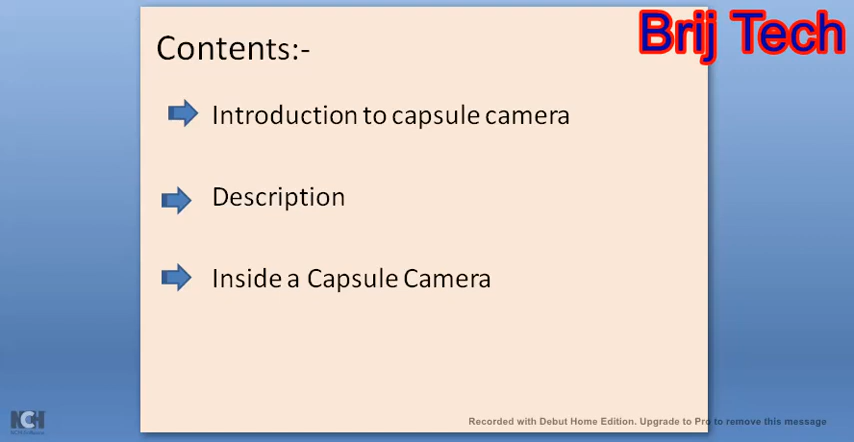 Brij Tech
Contents:-
Introduction to capsule camera
Description
Inside a Capsule Camera
NCH
Recorded with Debut Home Edition. Upgrade to Pro to remove this message